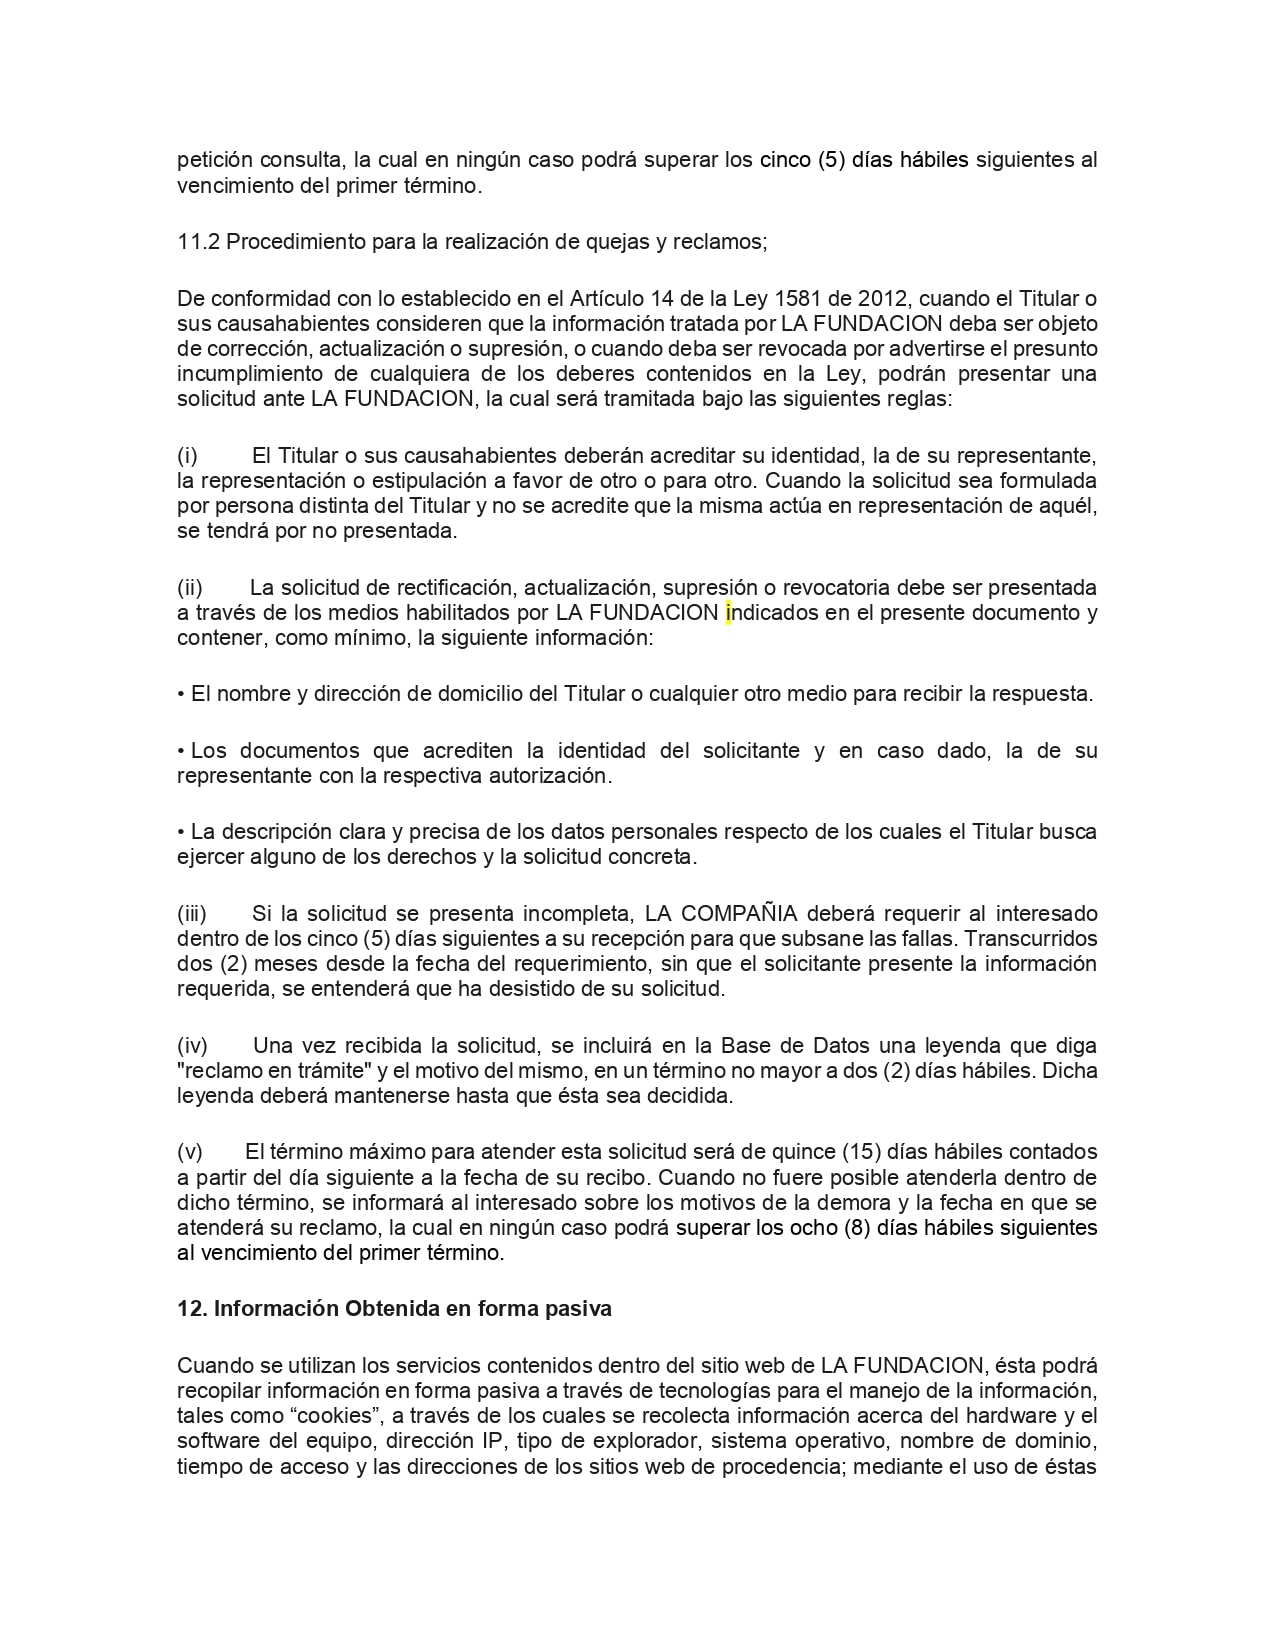 petición consulta, la cual en ningún caso podrá superar los cinco (5) días hábiles siguientes al
vencimiento del primer término.
11.2 Procedimiento para la realización de quejas y reclamos;
De conformidad con lo establecido en el Artículo 14 de la Ley 1581 de 2012, cuando el Titular o
sus causahabientes consideren que la información tratada por LA FUNDACION deba ser objeto
de corrección, actualización o supresión, o cuando deba ser revocada por advertirse el presunto
incumplimiento de cualquiera de los deberes contenidos en la Ley, podrán presentar una
solicitud ante LA FUNDACION, la cual será tramitada bajo las siguientes reglas:
(i) El Titular o sus causahabientes deberán acreditar su identidad, la de su representante,
la representación o estipulación a favor de otro o para otro. Cuando la solicitud sea formulada
por persona distinta del Titular y no se acredite que la misma actúa en representación de aquél,
se tendrá por no presentada.
(ii) La solicitud de rectificación, actualización, supresión o revocatoria debe ser presentada
a través de los medios habilitados por LA FUNDACION indicados en el presente documento y
contener, como mínimo, la siguiente información:
• El nombre y dirección de domicilio del Titular o cualquier otro medio para recibir la respuesta.
• Los documentos que acrediten la identidad del solicitante y en caso dado, la de su
representante con la respectiva autorización.
• La descripción clara y precisa de los datos personales respecto de los cuales el Titular busca
ejercer alguno de los derechos y la solicitud concreta.
(iii) Si la solicitud se presenta incompleta, LA COMPAÑIA deberá requerir al interesado
dentro de los cinco (5) días siguientes a su recepción para que subsane las fallas. Transcurridos
dos (2) meses desde la fecha del requerimiento, sin que el solicitante presente la información
requerida, se entenderá que ha desistido de su solicitud.
(iv) Una vez recibida la solicitud, se incluirá en la Base de Datos una leyenda que diga
"reclamo en trámite" y el motivo del mismo, en un término no mayor a dos (2) días hábiles. Dicha
leyenda deberá mantenerse hasta que ésta sea decidida.
(v) El término máximo para atender esta solicitud será de quince (15) días hábiles contados
a partir del día siguiente a la fecha de su recibo. Cuando no fuere posible atenderla dentro de
dicho término, se informará al interesado sobre los motivos de la demora y la fecha en que se
atenderá su reclamo, la cual en ningún caso podrá superar los ocho (8) días hábiles siguientes
al vencimiento del primer término.
12. Información Obtenida en forma pasiva
Cuando se utilizan los servicios contenidos dentro del sitio web de LA FUNDACION, ésta podrá
recopilar información en forma pasiva a través de tecnologías para el manejo de la información,
tales como “cookies”, a través de los cuales se recolecta información acerca del hardware y el
software del equipo, dirección IP, tipo de explorador, sistema operativo, nombre de dominio,
tiempo de acceso y las direcciones de los sitios web de procedencia; mediante el uso de éstas